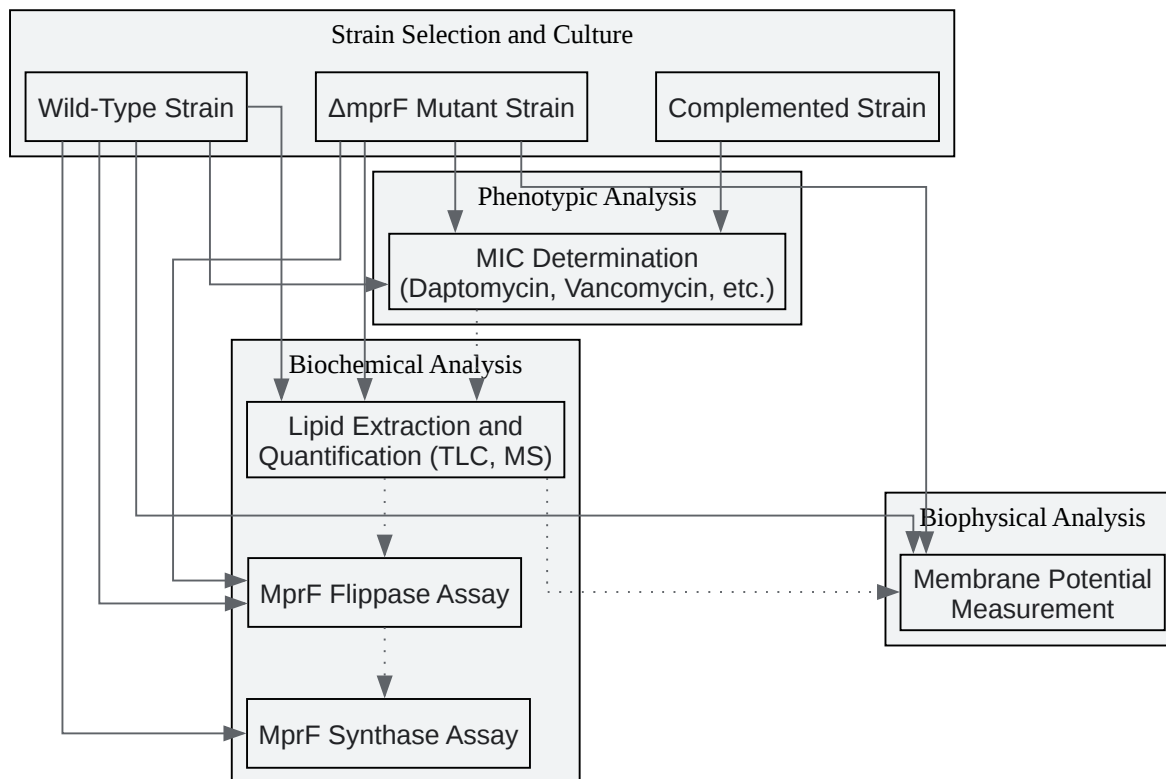 Strain Selection and Culture
Wild-Type Strain
ΔmprF Mutant Strain
Complemented Strain
Phenotypic Analysis
MIC Determination
(Daptomycin, Vancomycin, etc.)
Biochemical Analysis
Lipid Extraction and
Quantification (TLC, MS)
Biophysical Analysis
Membrane Potential
Measurement
MprF Flippase Assay
MprF Synthase Assay